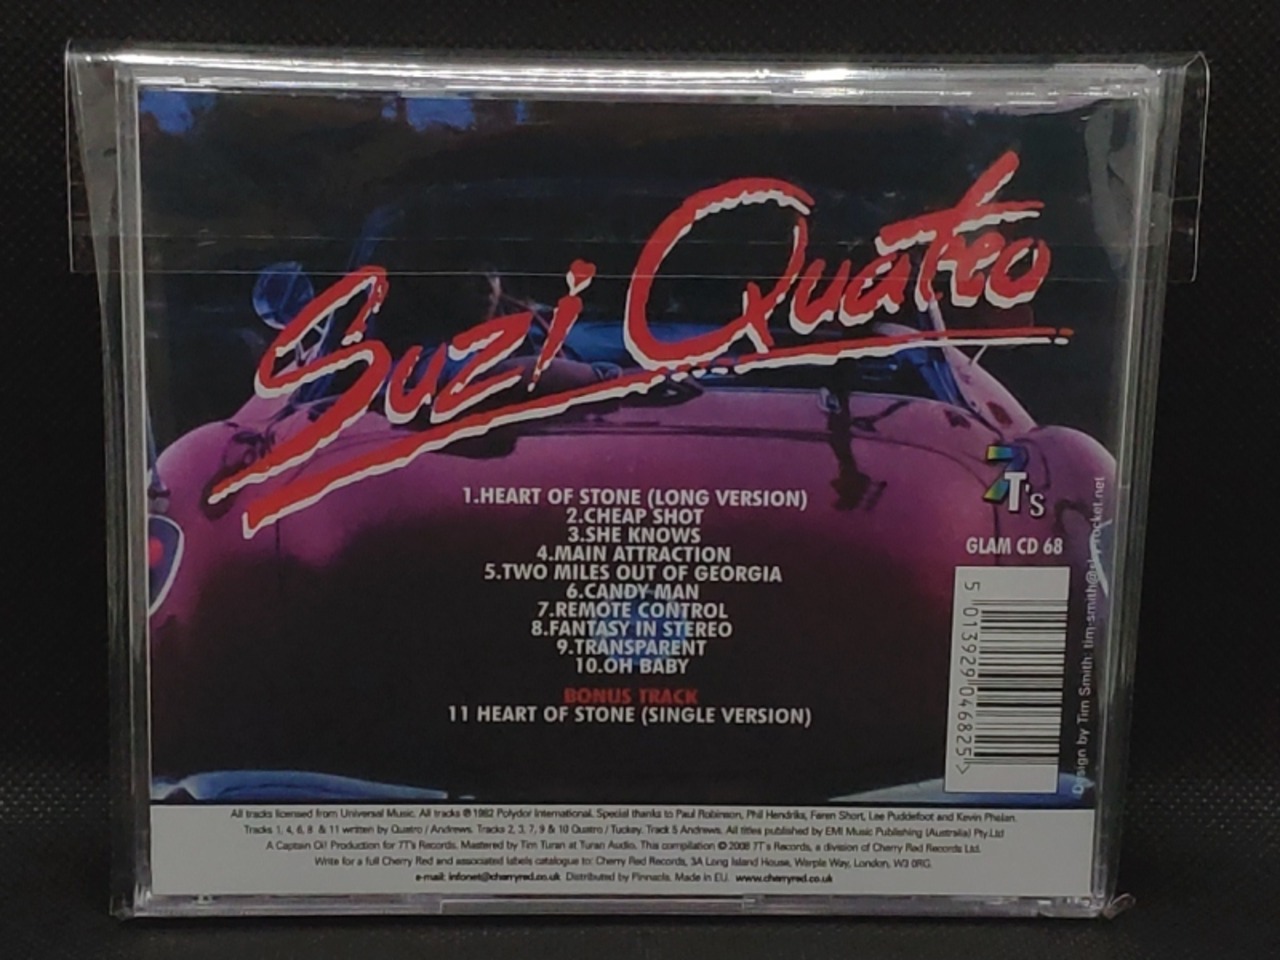 Suzi Quatro
1.HEART OF STONE (LONG VERSION)
2.CHEAP SHOT
3.SHE KNOWS
4.MAIN ATTRACTION
5.TWO MILES OUT OF GEORGIA
6.CANDY MAN
7.REMOTE CONTROL
8.FANTASY IN STEREO
9.TRANSPARENT
10.OH BABY
BONUS TRACK
11 HEART OF STONE (SINGLE VERSION)
7T's
GLAM CD 68
5 013929 046825>
Design by Tim Smith: tim-smith@skyrocket.net
All tracks licensed from Universal Music. All tracks ℗ 1982 Polydor International. Special thanks to Paul Robinson, Phil Hendriks, Faren Short, Lee Puddefoot and Kevin Phelan.
Tracks 1, 4, 6, 8 & 11 written by Quatro / Andrews. Tracks 2, 3, 7, 9 & 10 Quatro / Tuckey. Track 5 Andrews. All titles published by EMI Music Publishing (Australia) Pty.Ltd
A Captain Oi! Production for 7T's Records. Mastered by Tim Turan at Turan Audio. This compilation © 2008 7T's Records, a division of Cherry Red Records Ltd.
Write for a full Cherry Red and associated labels catalogue to: Cherry Red Records, 3A Long Island House, Warple Way, London, W3 0RG.
e-mail: infonet@cherryred.co.uk Distributed by Pinnacle. Made in EU. www.cherryred.co.uk